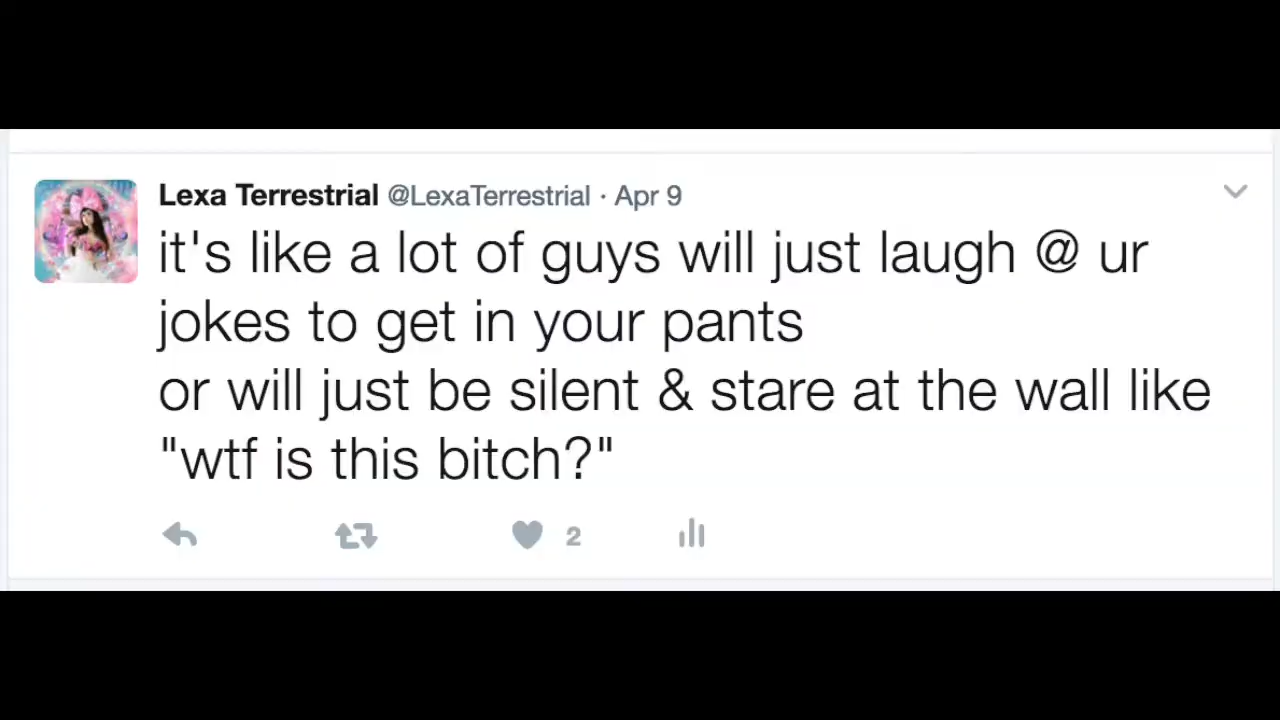 Lexa Terrestrial @LexaTerrestrial · Apr 9
it's like a lot of guys will just laugh @ ur
jokes to get in your pants
or will just be silent & stare at the wall like
"wtf is this bitch?"
2